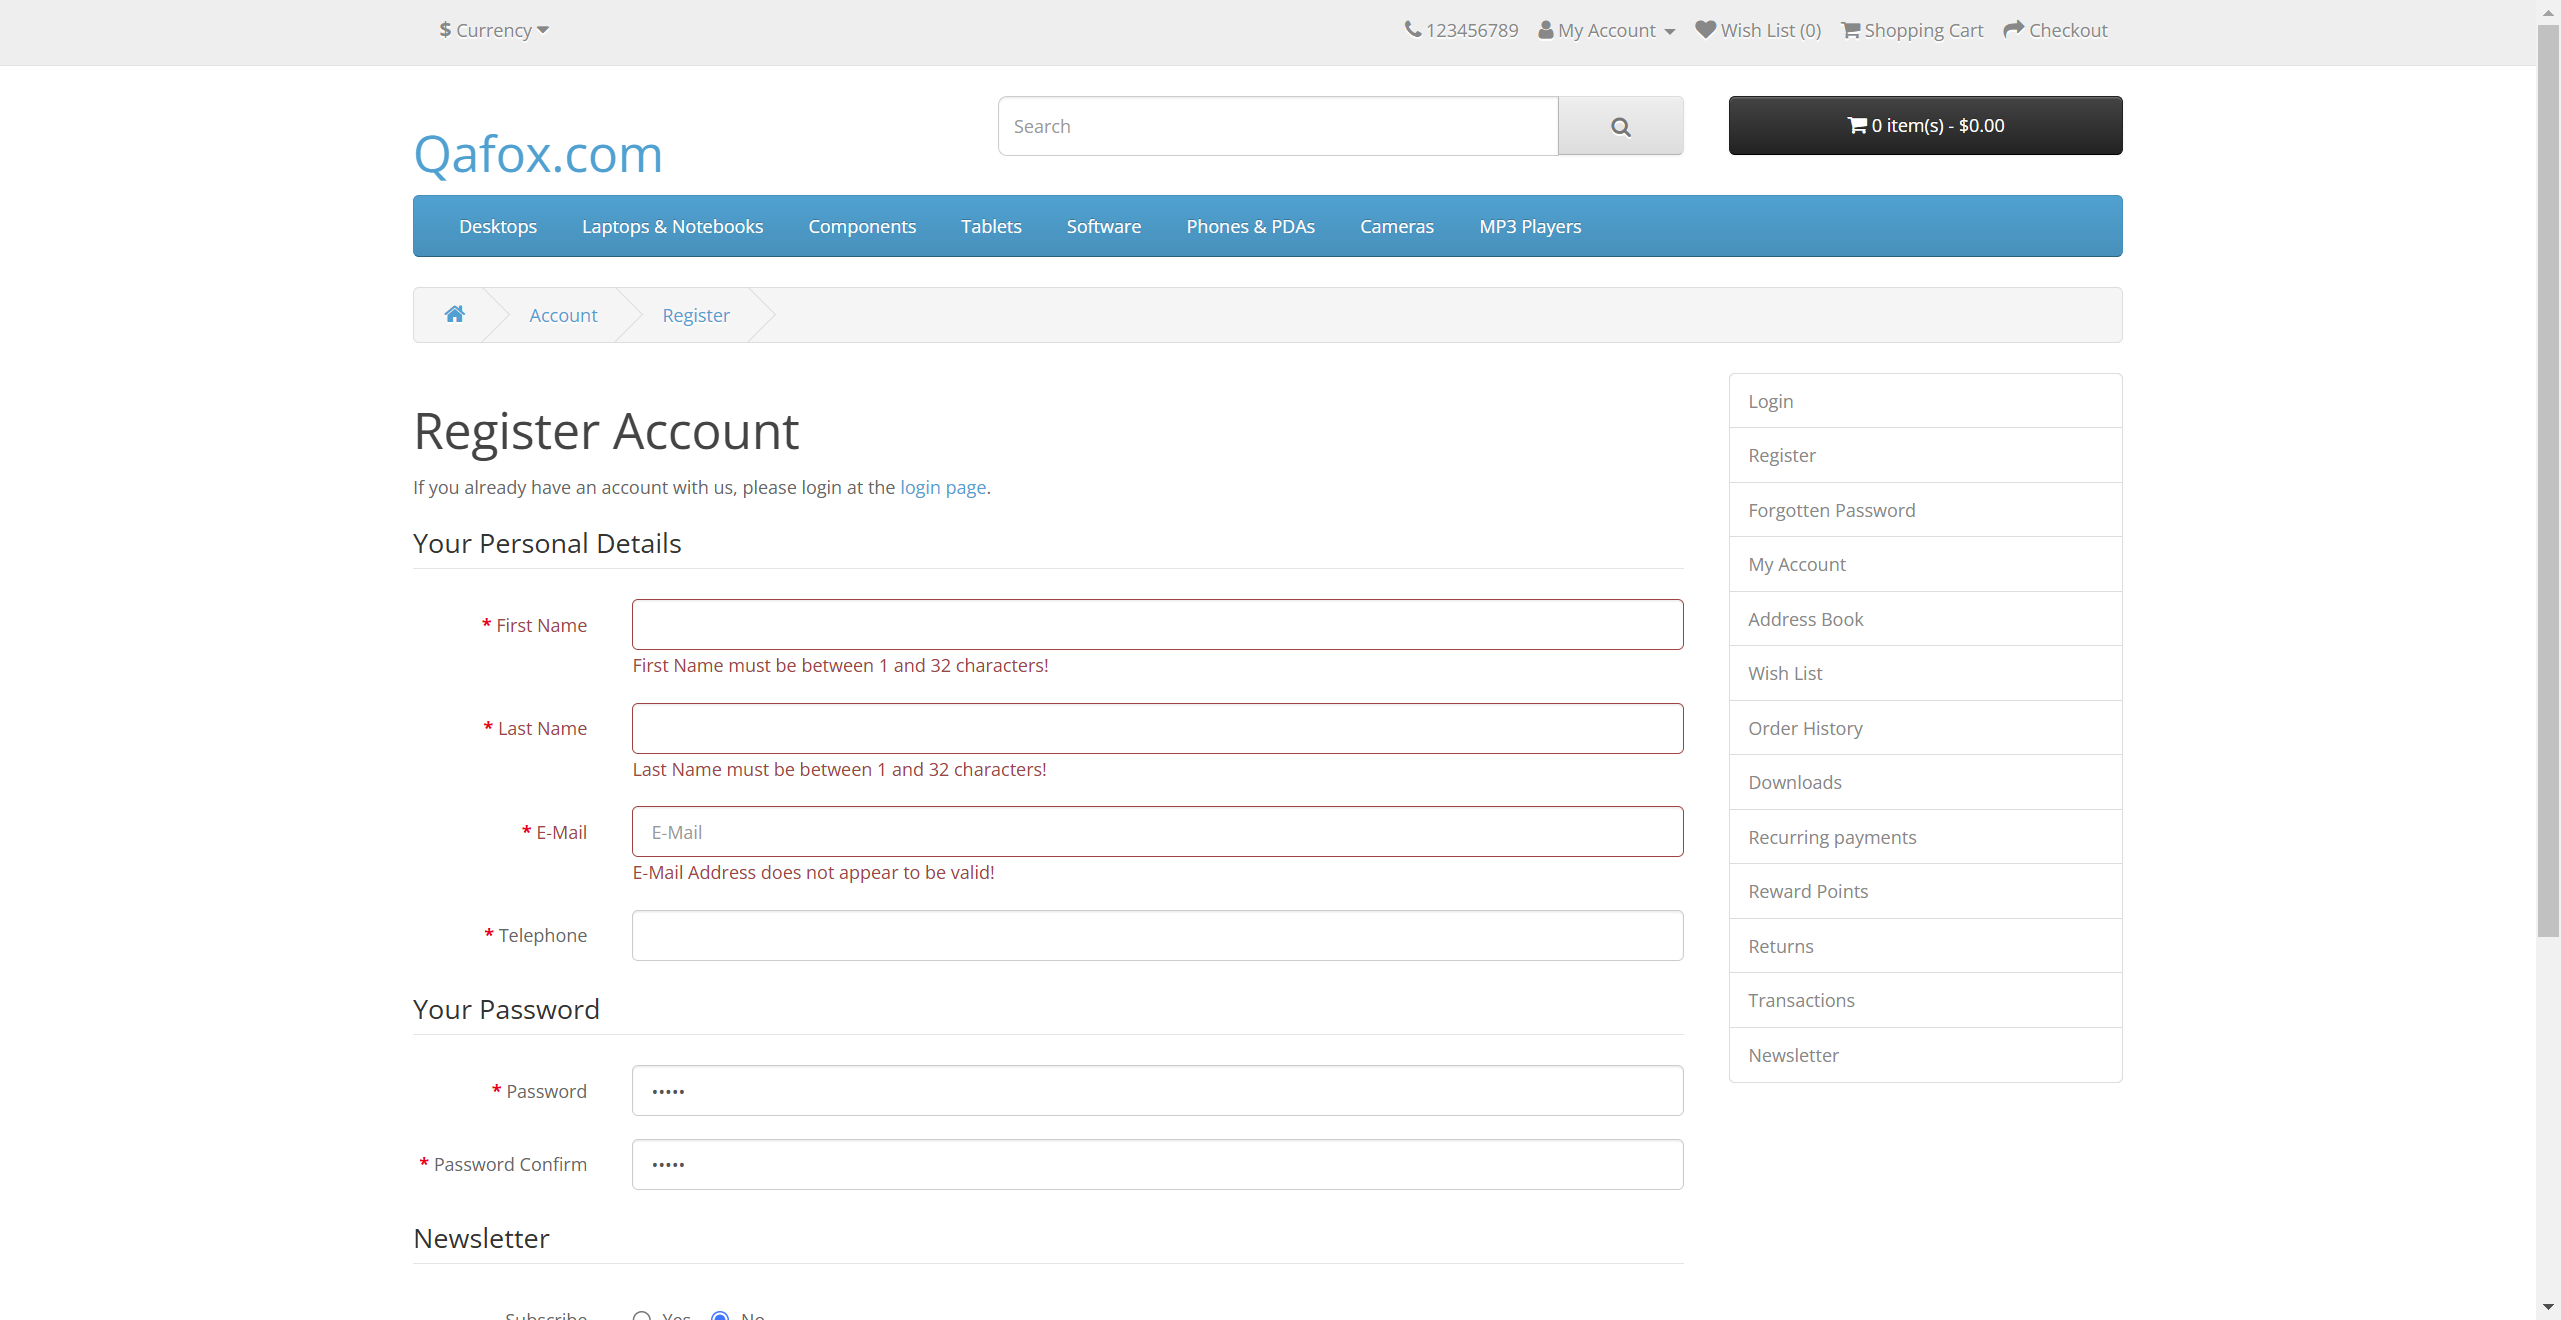 $ Currency
123456789 My Account Wish List (0) Shopping Cart Checkout
Qafox.com
Search
0 item(s) - $0.00
Desktops Laptops & Notebooks Components Tablets Software Phones & PDAs Cameras MP3 Players
Account Register
Register Account
If you already have an account with us, please login at the login page.
Your Personal Details
* First Name
First Name must be between 1 and 32 characters!
* Last Name
Last Name must be between 1 and 32 characters!
* E-Mail
E-Mail
E-Mail Address does not appear to be valid!
* Telephone
Your Password
* Password
•••••
* Password Confirm
•••••
Newsletter
Subscribe Yes No
Login
Register
Forgotten Password
My Account
Address Book
Wish List
Order History
Downloads
Recurring payments
Reward Points
Returns
Transactions
Newsletter